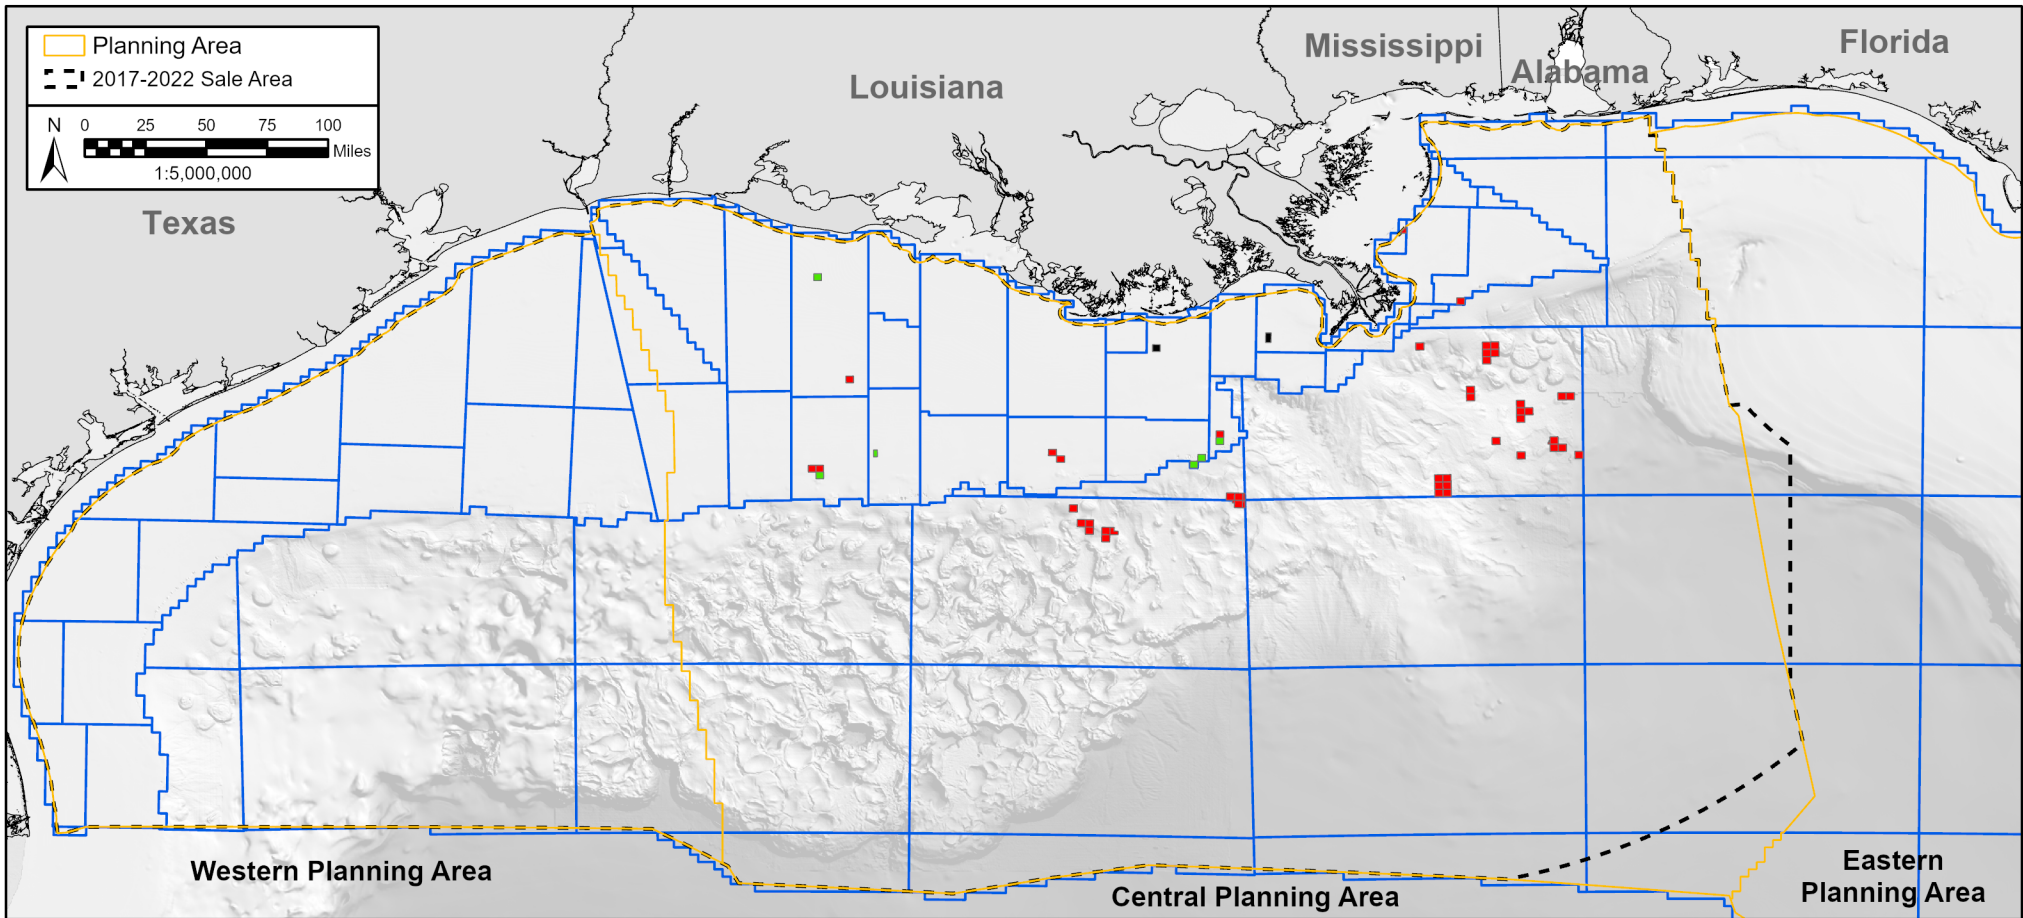 Planning Area
2017-2022 Sale Area
N
0 25 50 75 100
Miles
1:5,000,000
Texas
Louisiana
Mississippi
Alabama
Florida
Western Planning Area
Central Planning Area
Eastern
Planning Area